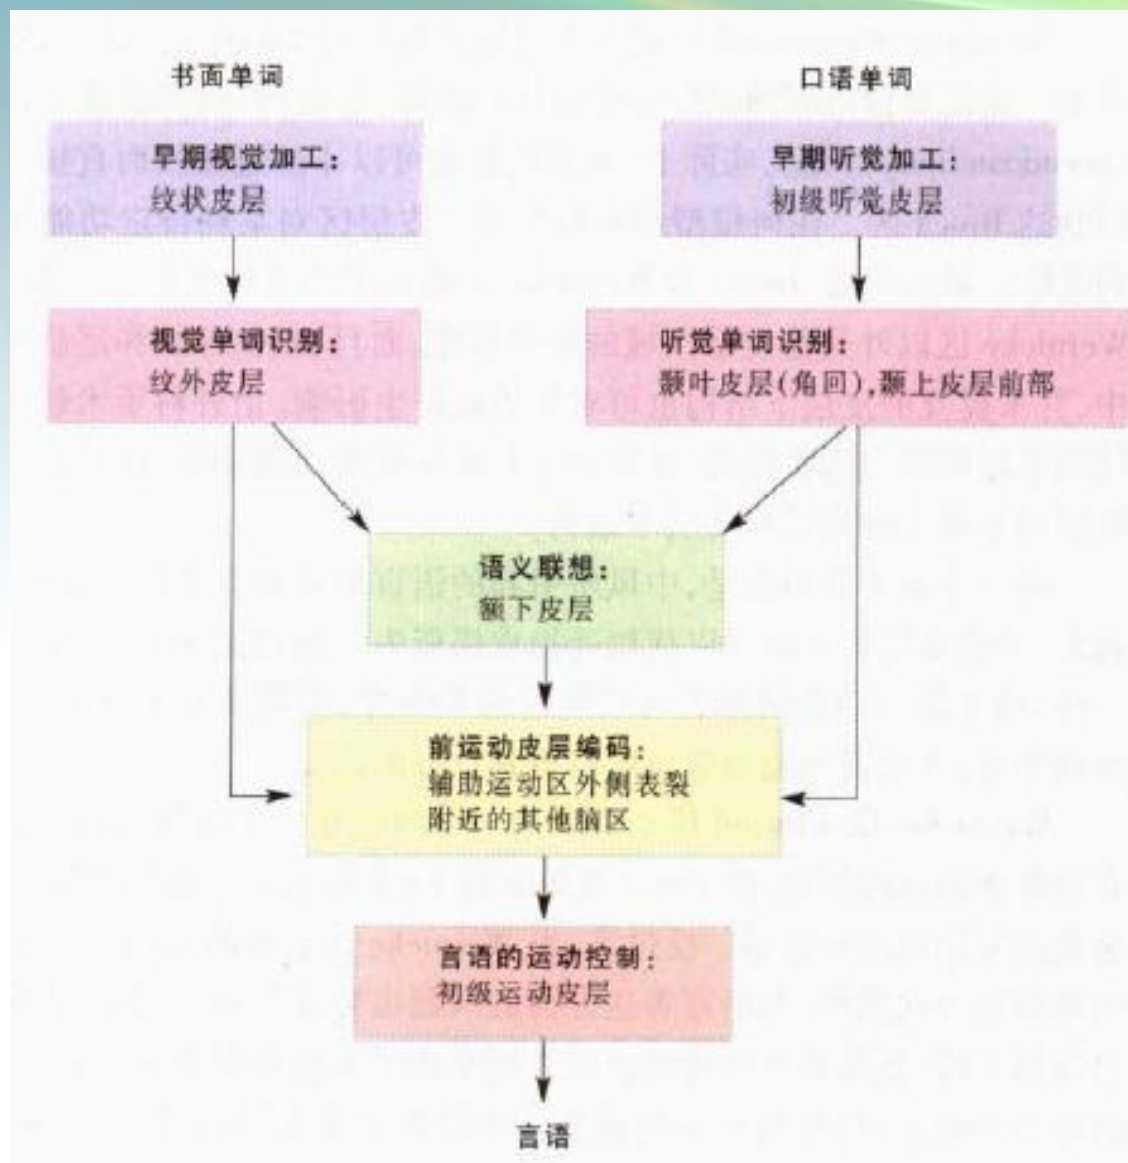 书面单词
口语单词
早期视觉加工：
纹状皮层
早期听觉加工：
初级听觉皮层
视觉单词识别：
纹外皮层
听觉单词识别：
颞叶皮层(角回)，颞上皮层前部
语义联想：
额下皮层
前运动皮层编码：
辅助运动区外侧表裂
附近的其他脑区
言语的运动控制：
初级运动皮层
言语